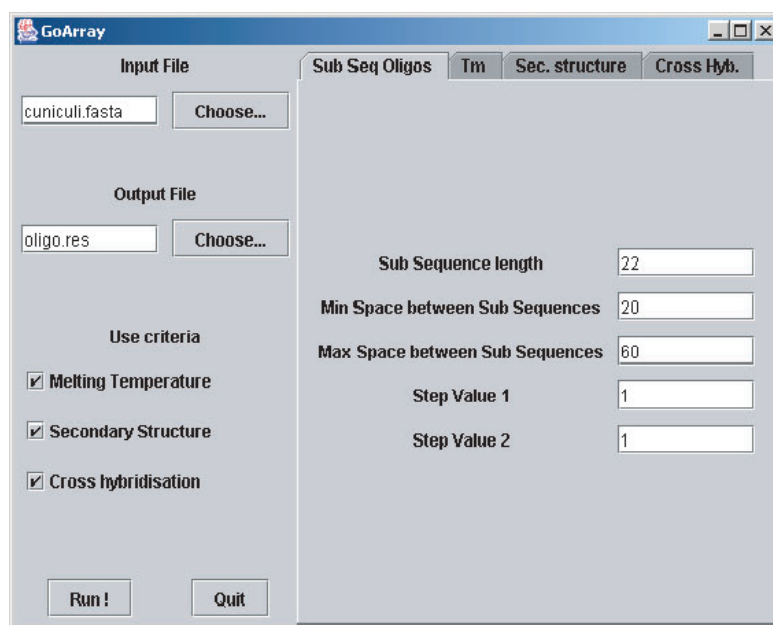 GoArray
Input File
cuniculi.fasta Choose...
Output File
oligo.res Choose...
Use criteria
Melting Temperature
Secondary Structure
Cross hybridisation
Run ! Quit
Sub Seq Oligos Tm Sec. structure Cross Hyb.
Sub Sequence length 22
Min Space between Sub Sequences 20
Max Space between Sub Sequences 60
Step Value 1 1
Step Value 2 1